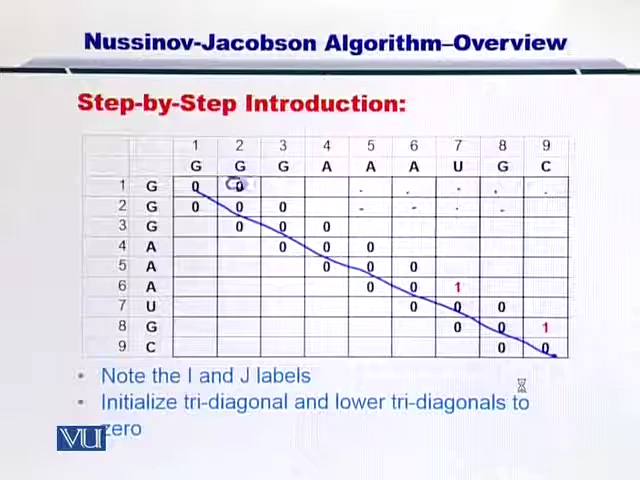 Nussinov-Jacobson Algorithm–Overview
Step-by-Step Introduction:
1 2 3 4 5 6 7 8 9
G G G A A A U G C
1 G 0 0
2 G 0 0 0
3 G 0 0 0
4 A 0 0 0
5 A 0 0 0
6 A 0 0 1
7 U 0 0 0
8 G 0 0 1
9 C 0 0
• Note the I and J labels
• Initialize tri-diagonal and lower tri-diagonals to
zero
VU